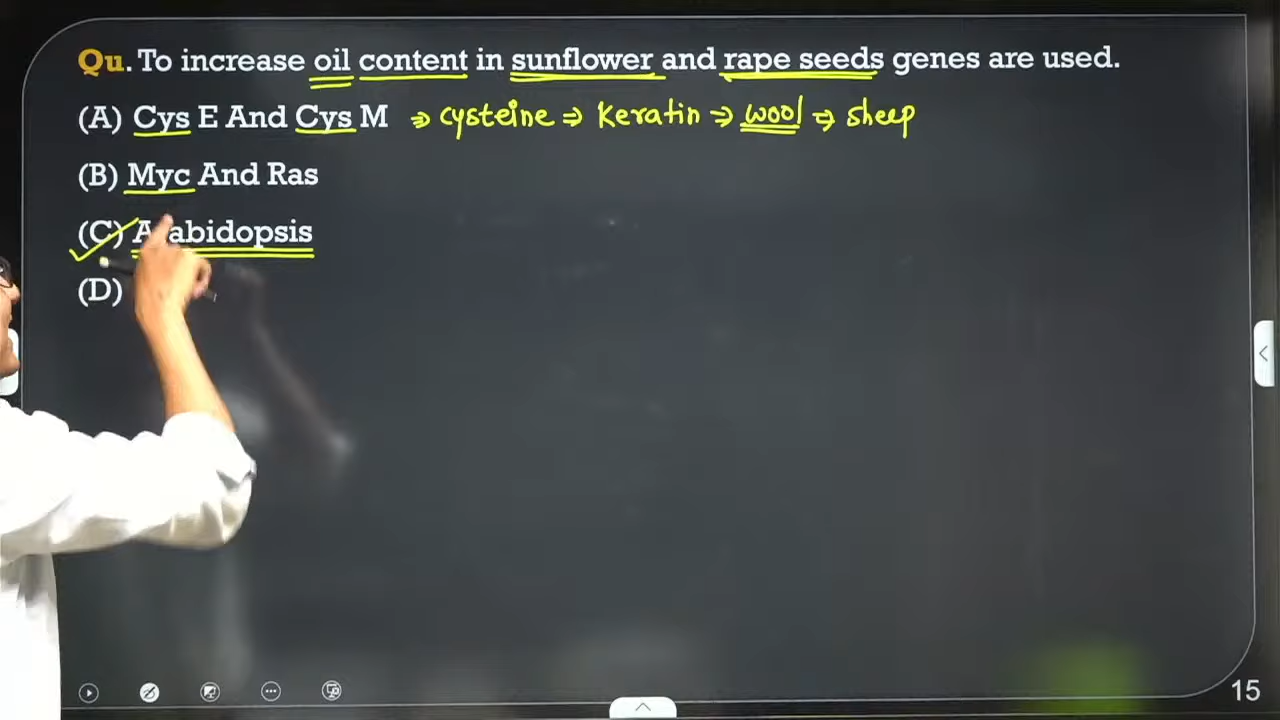 Qu. To increase oil content in sunflower and rape seeds genes are used.
(A) Cys E And Cys M ⇒ cysteine ⇒ keratin ⇒ wool ⇒ sheep
(B) Myc And Ras
(C) Arabidopsis
(D)
15